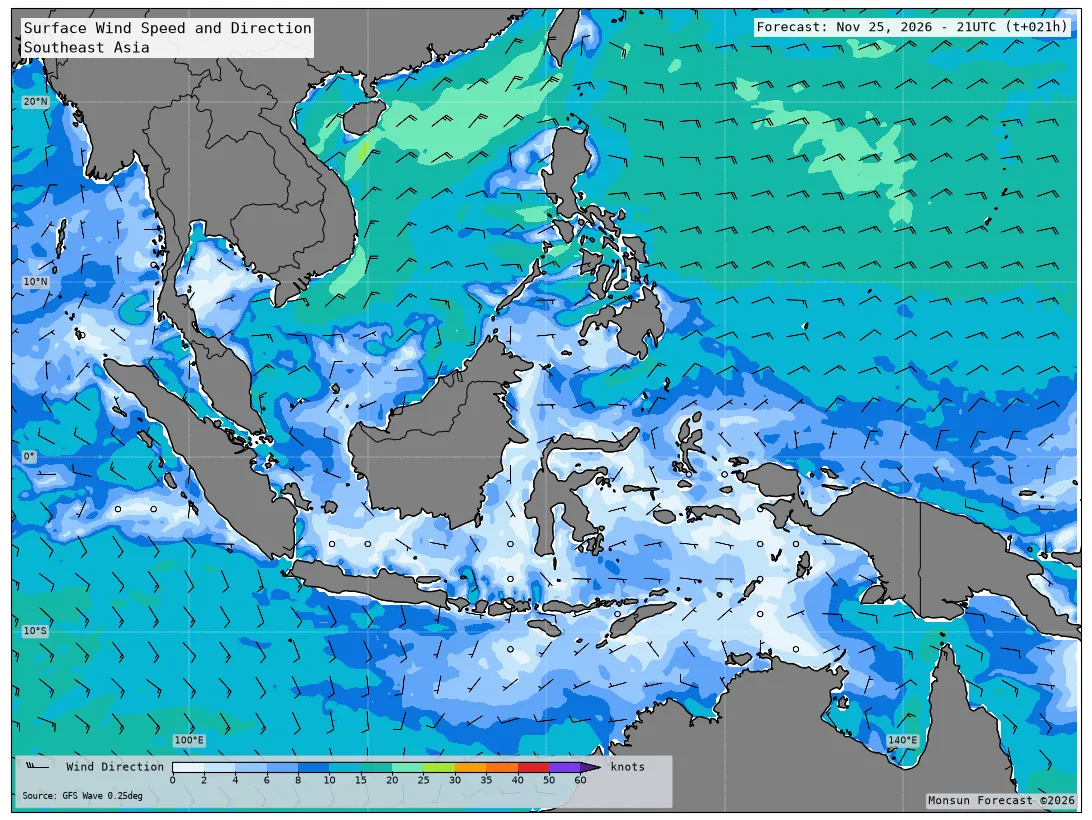 Surface Wind Speed and Direction
Southeast Asia
Forecast: Nov 25, 2026 - 21UTC (t+021h)
20°N
10°N
0°
10°S
100°E
140°E
Wind Direction
knots
0 2 4 6 8 10 15 20 25 30 35 40 50 60
Source: GFS Wave 0.25deg
Monsun Forecast ©2026